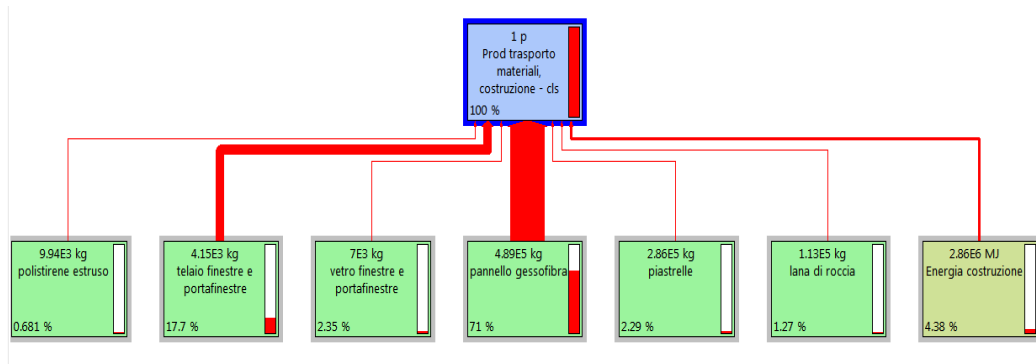 1 p
Prod trasporto
materiali,
costruzione - cls
100 %
9.94E3 kg
polistirene estruso
0.681 %
4.15E3 kg
telaio finestre e
portafinestre
17.7 %
7E3 kg
vetro finestre e
portafinestre
2.35 %
4.89E5 kg
pannello gessofibra
71 %
2.86E5 kg
piastrelle
2.29 %
1.13E5 kg
lana di roccia
1.27 %
2.86E6 MJ
Energia costruzione
4.38 %